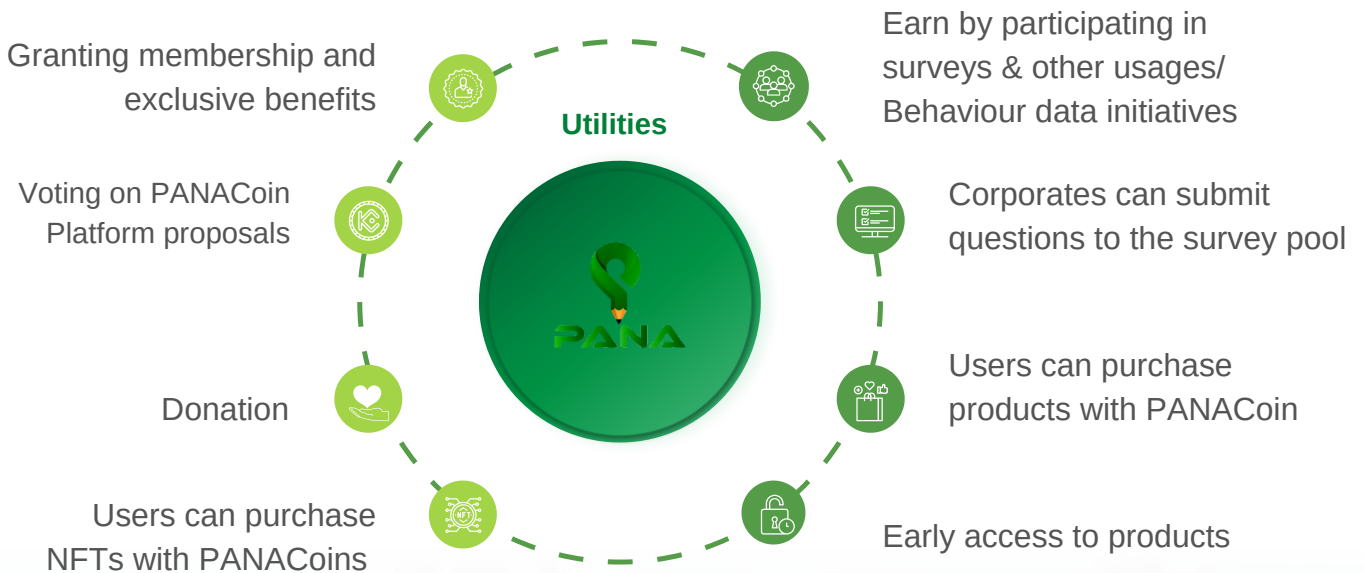 Granting membership and
exclusive benefits
Voting on PANACoin
Platform proposals
Donation
Users can purchase
NFTs with PANACoins
Utilities
PANA
NFT
Earn by participating in
surveys & other usages/
Behaviour data initiatives
Corporates can submit
questions to the survey pool
Users can purchase
products with PANACoin
Early access to products